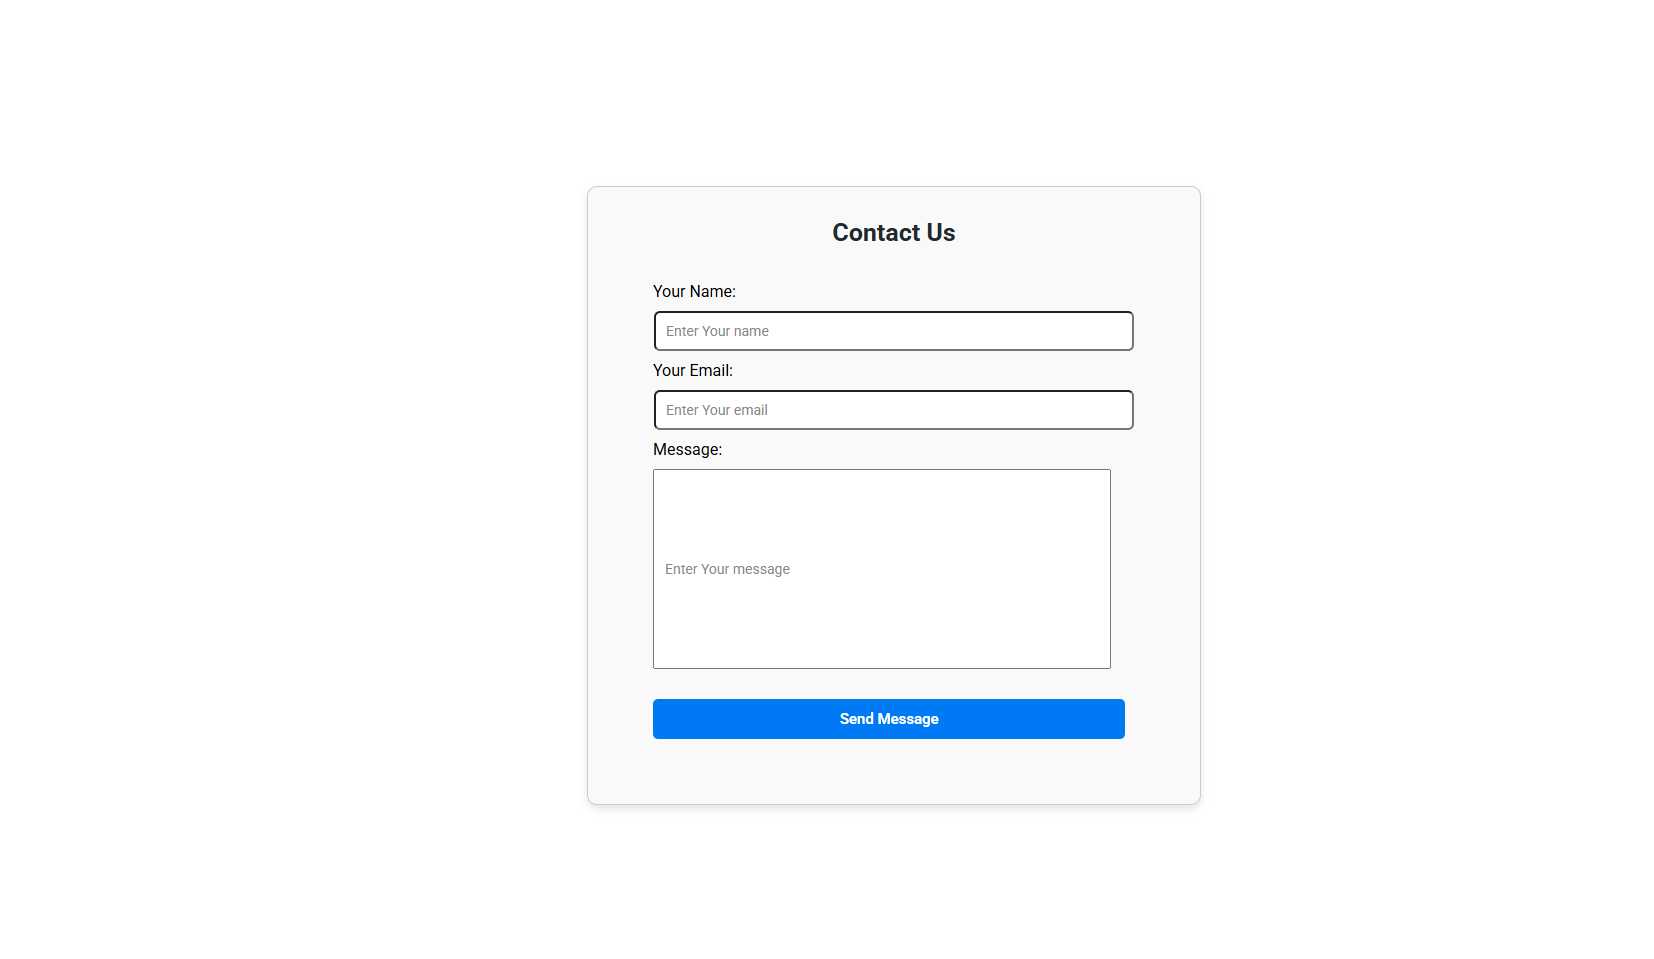 Contact Us
Your Name:
Enter Your name
Your Email:
Enter Your email
Message:
Enter Your message
Send Message